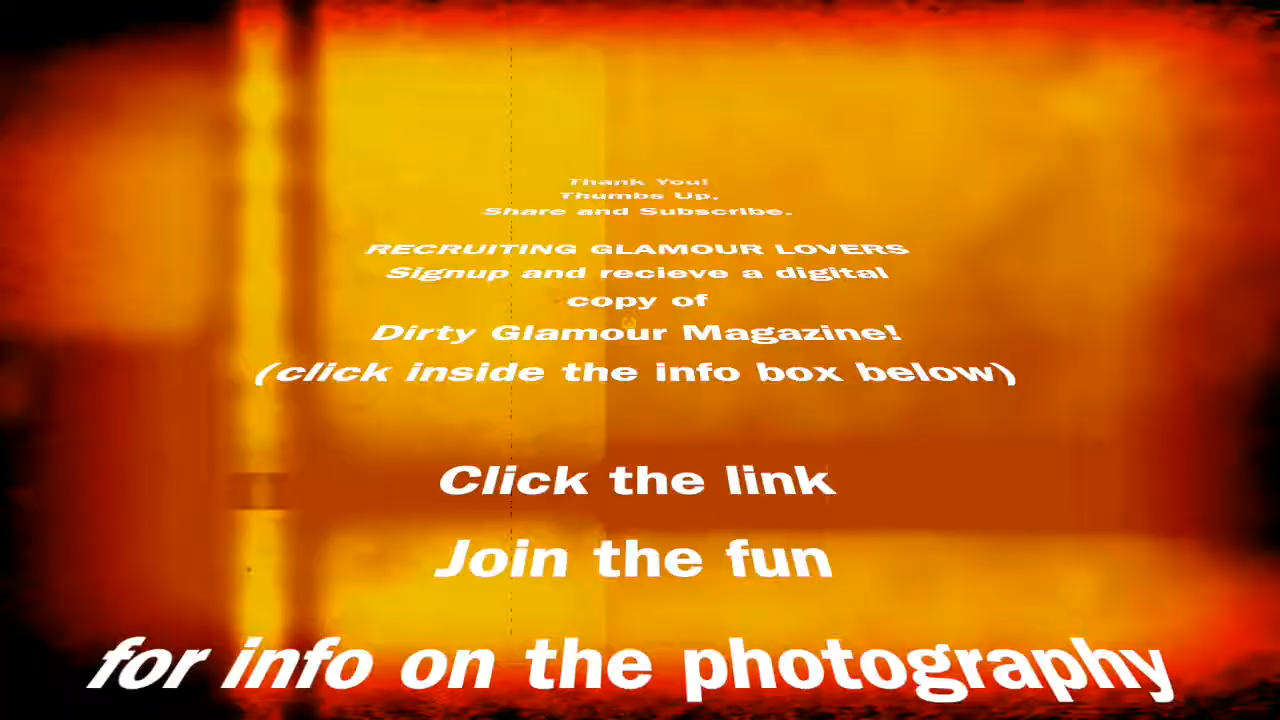 Thank You!
Thumbs Up,
Share and Subscribe.
RECRUITING GLAMOUR LOVERS
Signup and recieve a digital
copy of
Dirty Glamour Magazine!
(click inside the info box below)
Click the link
Join the fun
for info on the photography